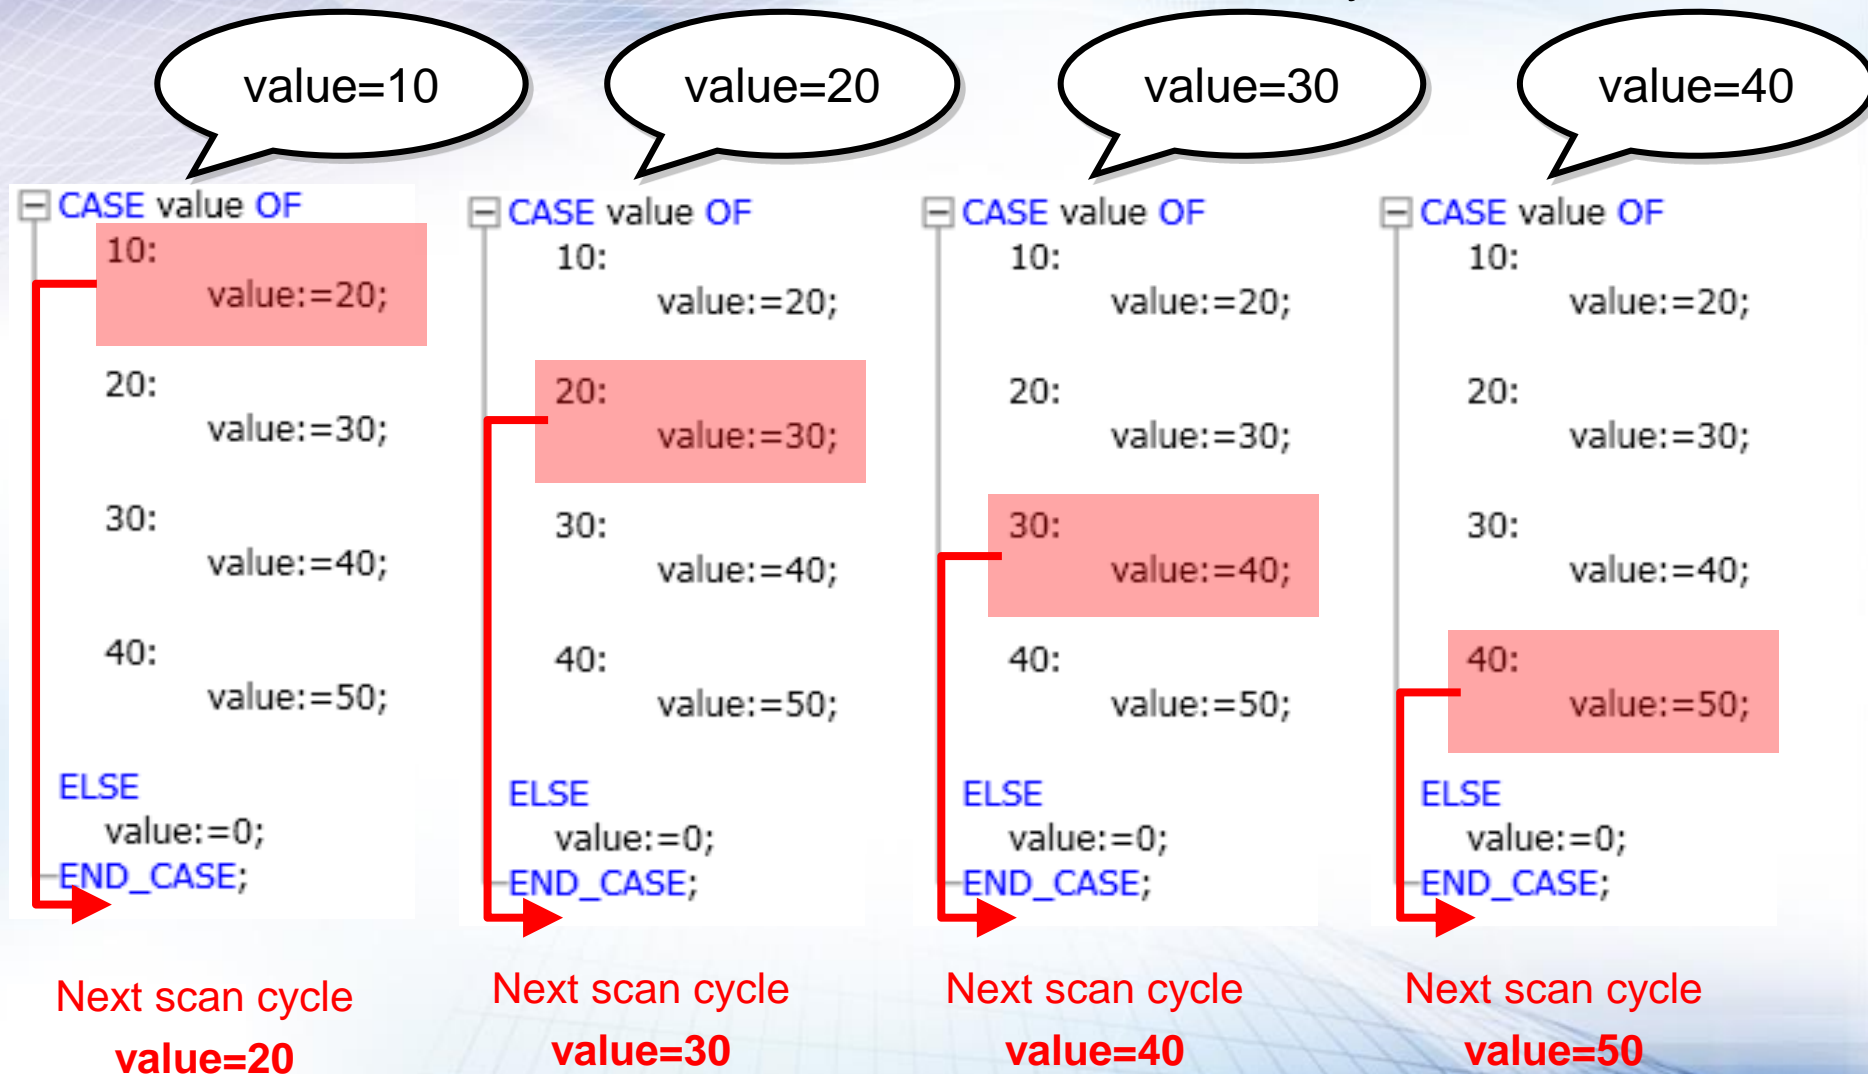 value=10
CASE value OF
10:
value:=20;
20:
value:=30;
30:
value:=40;
40:
value:=50;
ELSE
value:=0;
END_CASE;
Next scan cycle
value=20
value=20
CASE value OF
10:
value:=20;
20:
value:=30;
30:
value:=40;
40:
value:=50;
ELSE
value:=0;
END_CASE;
Next scan cycle
value=30
value=30
CASE value OF
10:
value:=20;
20:
value:=30;
30:
value:=40;
40:
value:=50;
ELSE
value:=0;
END_CASE;
Next scan cycle
value=40
value=40
CASE value OF
10:
value:=20;
20:
value:=30;
30:
value:=40;
40:
value:=50;
ELSE
value:=0;
END_CASE;
Next scan cycle
value=50